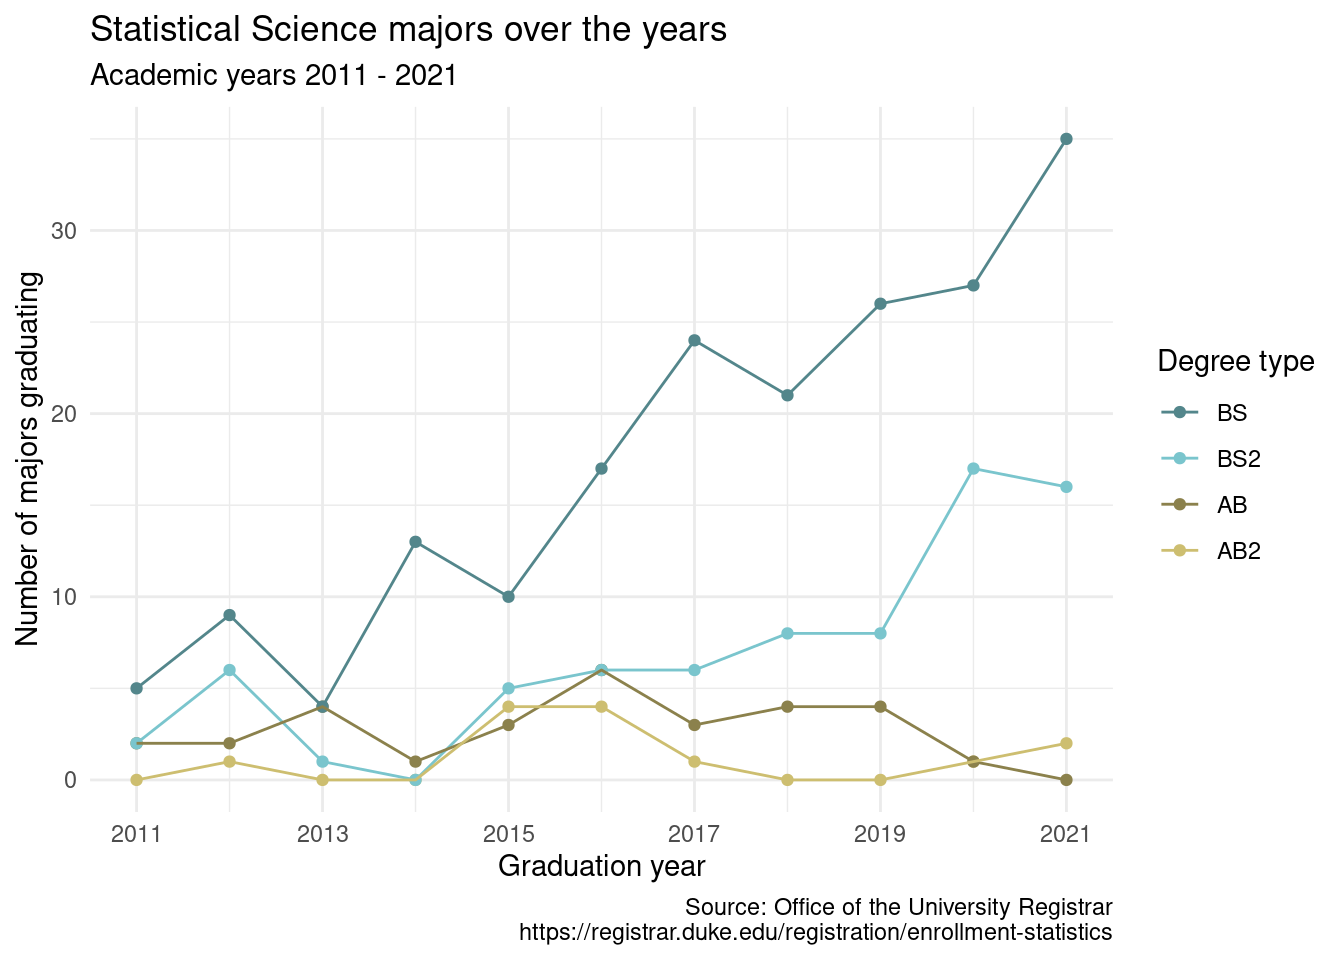 Statistical Science majors over the years
Academic years 2011 - 2021
Number of majors graduating
30
20
10
0
2011 2013 2015 2017 2019 2021
Graduation year
Degree type
BS
BS2
AB
AB2
Source: Office of the University Registrar
https://registrar.duke.edu/registration/enrollment-statistics